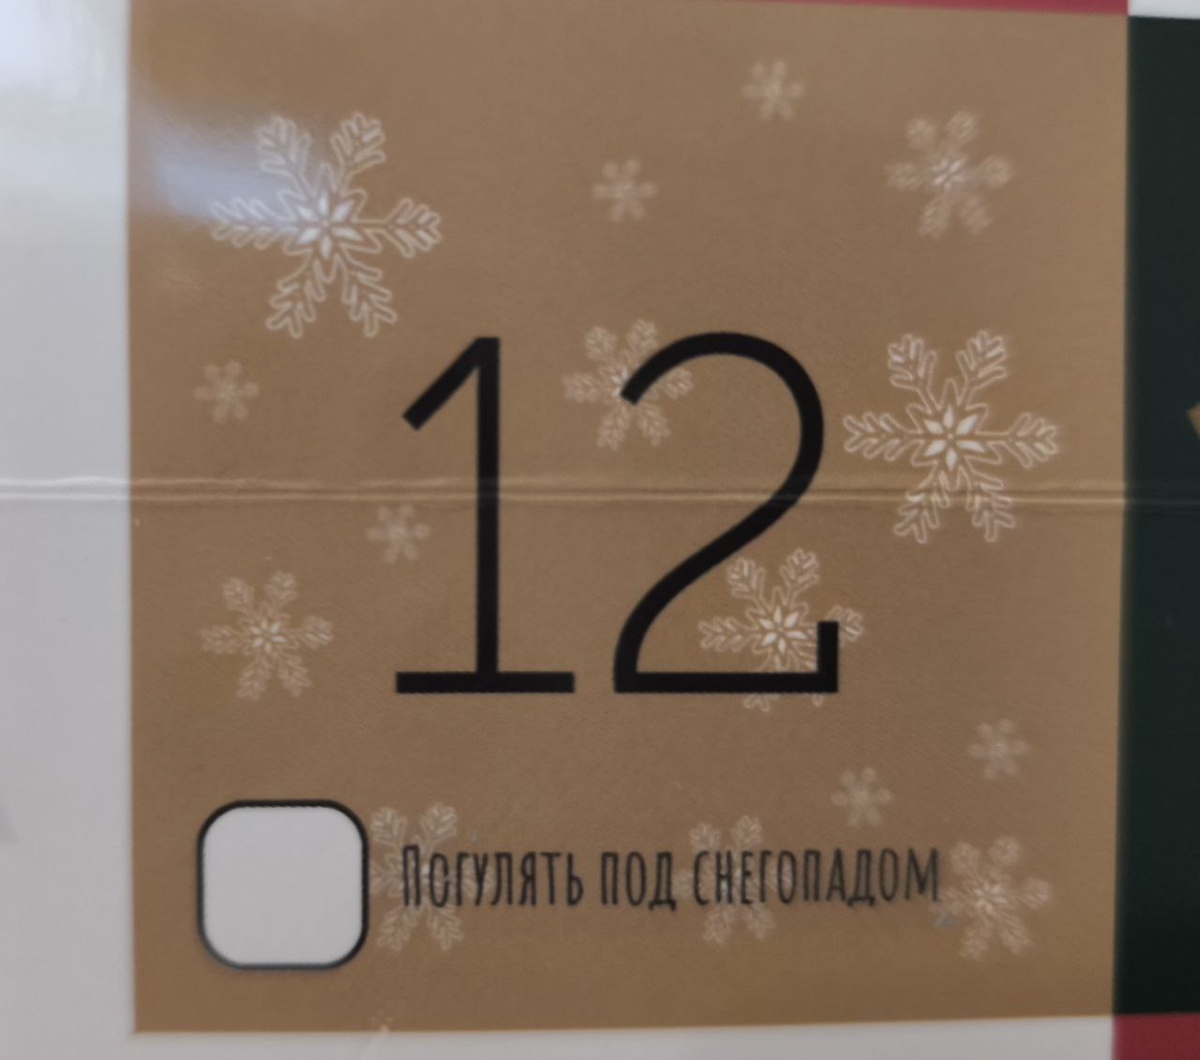 12
Погулять под снегопадом